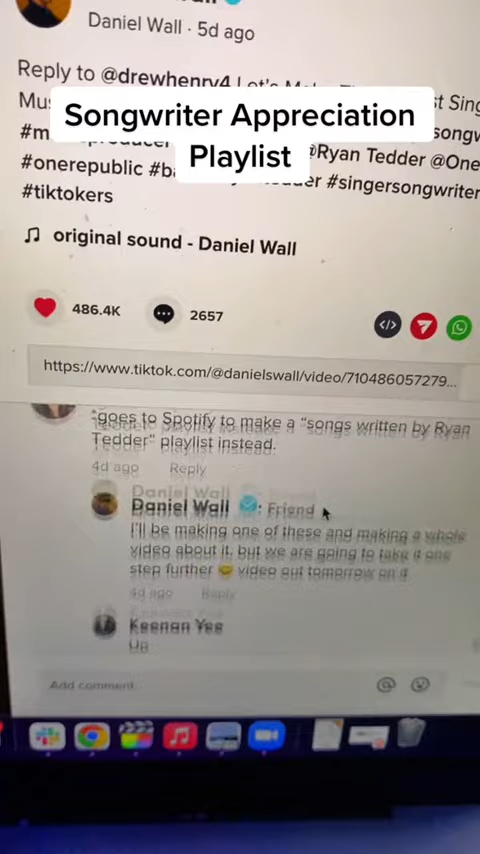 Daniel Wall · 5d ago
Reply to @drewhenry4 Let's
Songwriter Appreciation
Playlist
@Ryan Tedder @One
#onerepublic #singersongwriter
#tiktokers
original sound - Daniel Wall
486.4K 2657
https://www.tiktok.com/@danielswall/video/710486057279...
*goes to Spotify to make a "songs written by Ryan
Tedder" playlist instead.
4d ago Reply
Daniel Wall : Friend
I'll be making one of these and making a whole
video about it, but we are going to take it one
step further 🤝 video out tomorrow on it
4d ago Reply
Keenan Yee
Up
Add comment